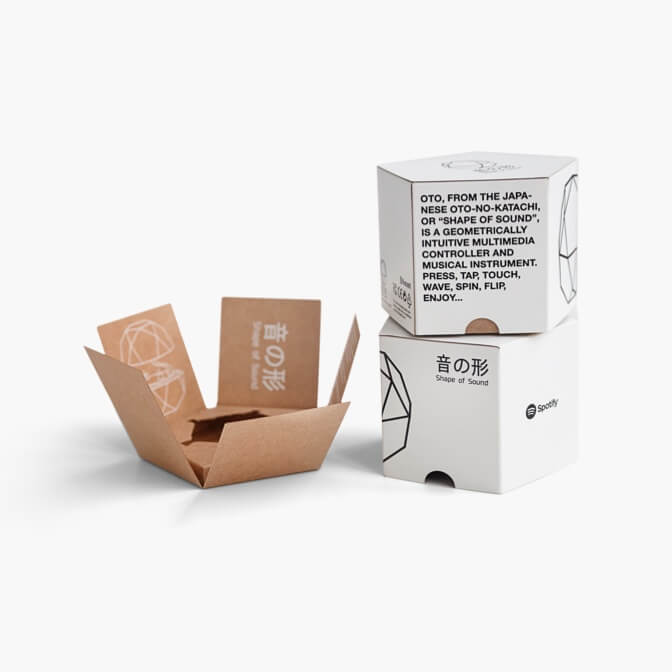 OTO, FROM THE JAPA-
NESE OTO-NO-KATACHI,
OR “SHAPE OF SOUND”,
IS A GEOMETRICALLY
INTUITIVE MULTIMEDIA
CONTROLLER AND
MUSICAL INSTRUMENT.
PRESS, TAP, TOUCH,
WAVE, SPIN, FLIP,
ENJOY...
音の形
Shape of Sound
Spotify
音の形
Shape of Sound